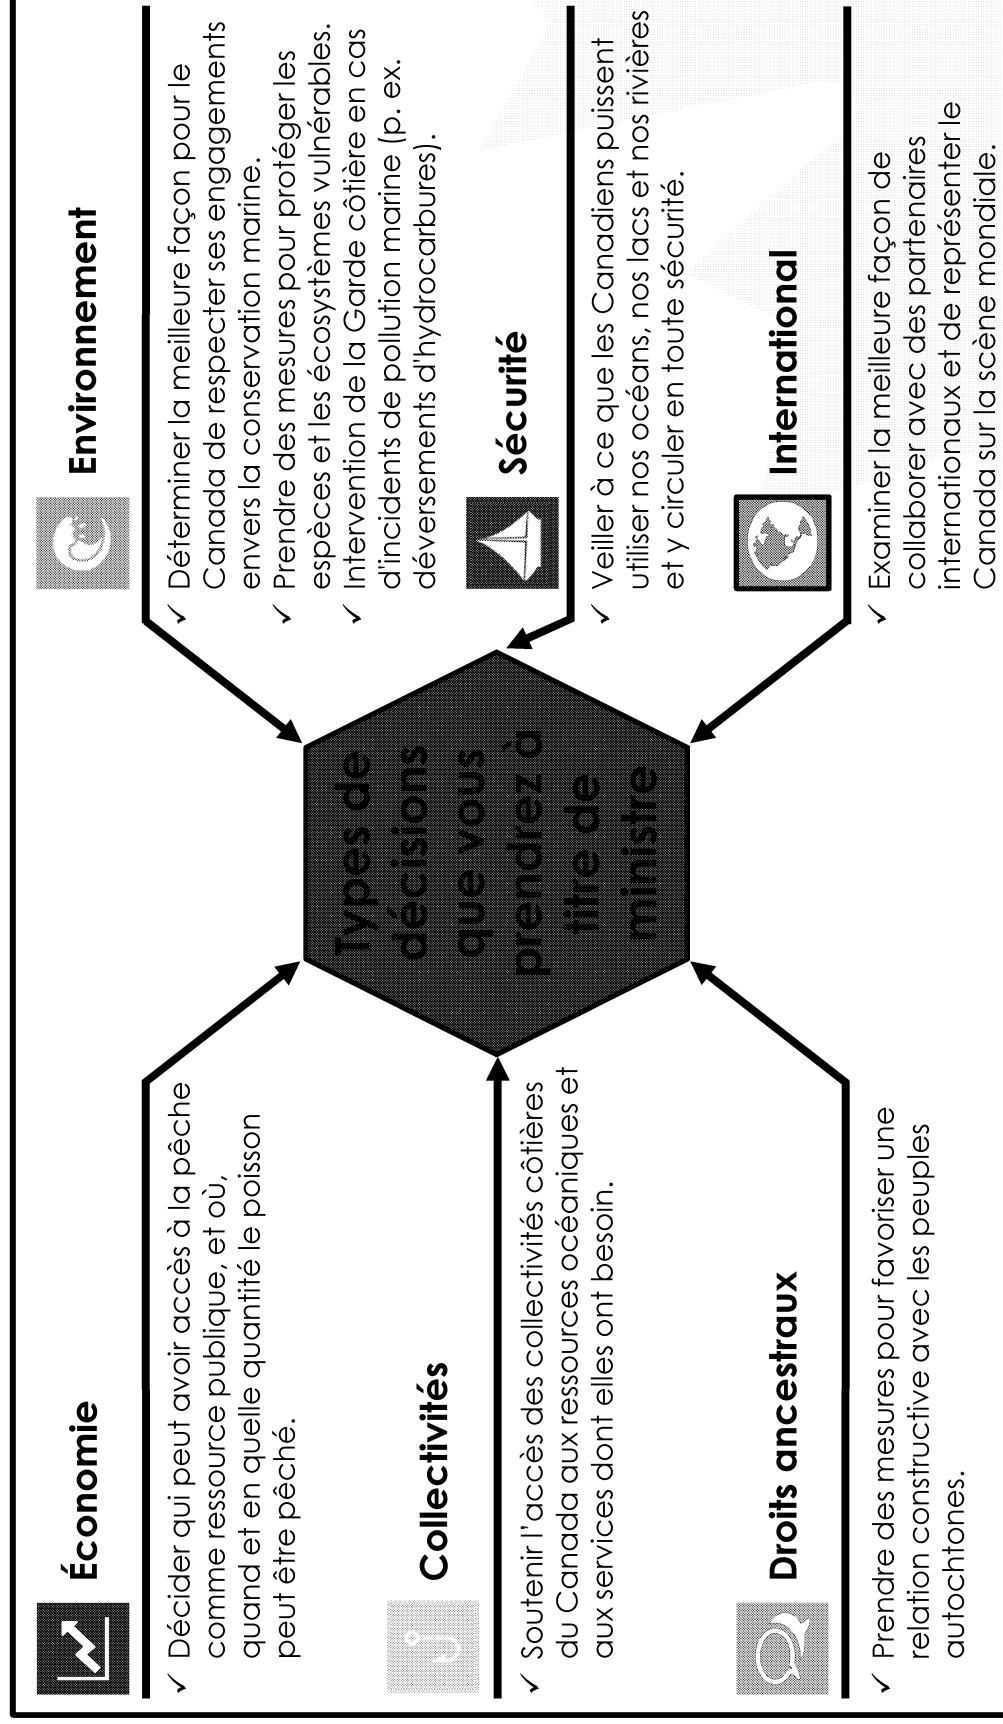 Économie
✓ Décider qui peut avoir accès à la pêche
comme ressource publique, et où,
quand et en quelle quantité le poisson
peut être pêché.
Collectivités
✓ Soutenir l'accès des collectivités côtières
du Canada aux ressources océaniques et
aux services dont elles ont besoin.
Droits ancestraux
✓ Prendre des mesures pour favoriser une
relation constructive avec les peuples
autochtones.
Types de
décisions
que vous
prendrez à
titre de
ministre
Environnement
✓ Déterminer la meilleure façon pour le
Canada de respecter ses engagements
envers la conservation marine.
✓ Prendre des mesures pour protéger les
espèces et les écosystèmes vulnérables.
✓ Intervention de la Garde côtière en cas
d'incidents de pollution marine (p. ex.
déversements d'hydrocarbures).
Sécurité
✓ Veiller à ce que les Canadiens puissent
utiliser nos océans, nos lacs et nos rivières
et y circuler en toute sécurité.
International
✓ Examiner la meilleure façon de
collaborer avec des partenaires
internationaux et de représenter le
Canada sur la scène mondiale.